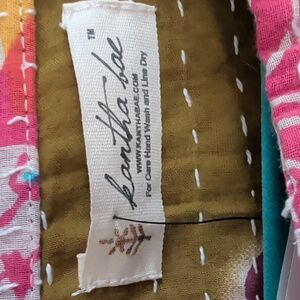 kantha bae ™
WWW.KANTHABAE.COM
For Care Hand Wash and Line Dry